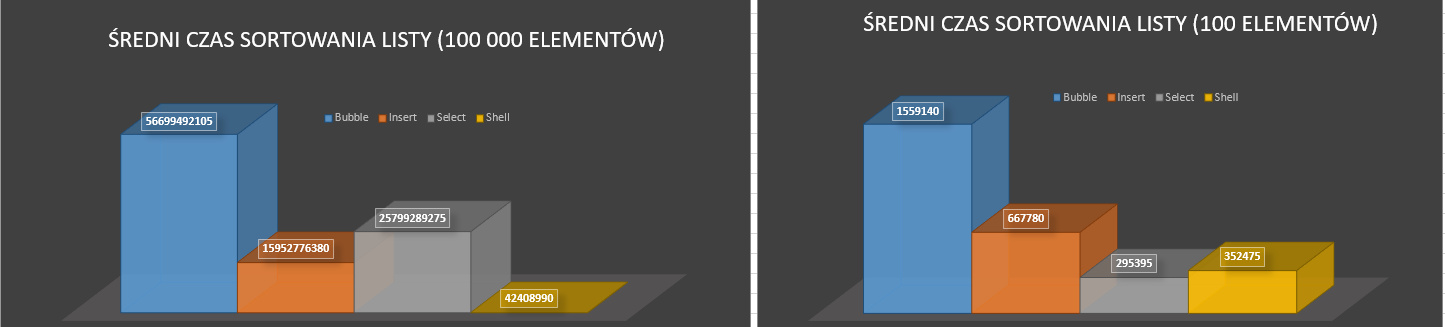 ŚREDNI CZAS SORTOWANIA LISTY (100 000 ELEMENTÓW)
Bubble Insert Select Shell
56699492105
15952776380
25799289275
42408990
ŚREDNI CZAS SORTOWANIA LISTY (100 ELEMENTÓW)
Bubble Insert Select Shell
1559140
667780
295395
352475